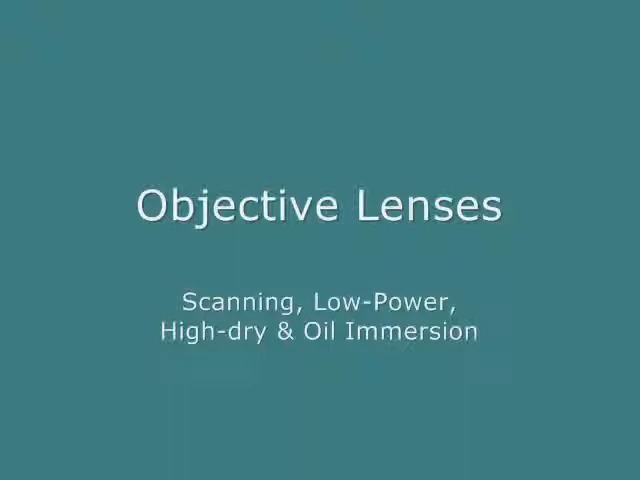 Objective Lenses
Scanning, Low-Power,
High-dry & Oil Immersion